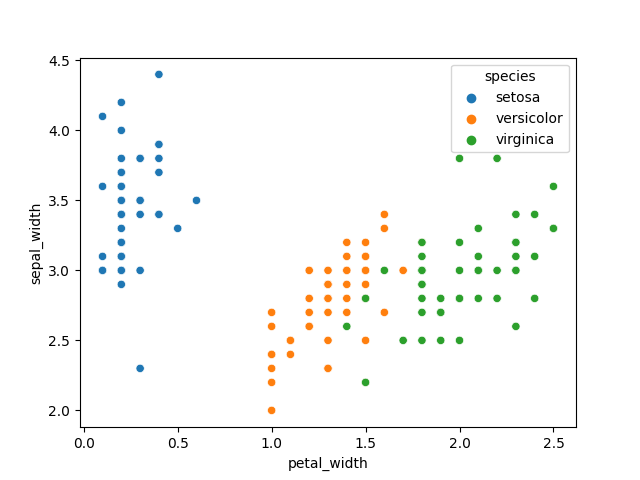 species
setosa
versicolor
virginica
4.5
4.0
3.5
3.0
2.5
2.0
sepal_width
0.0 0.5 1.0 1.5 2.0 2.5
petal_width